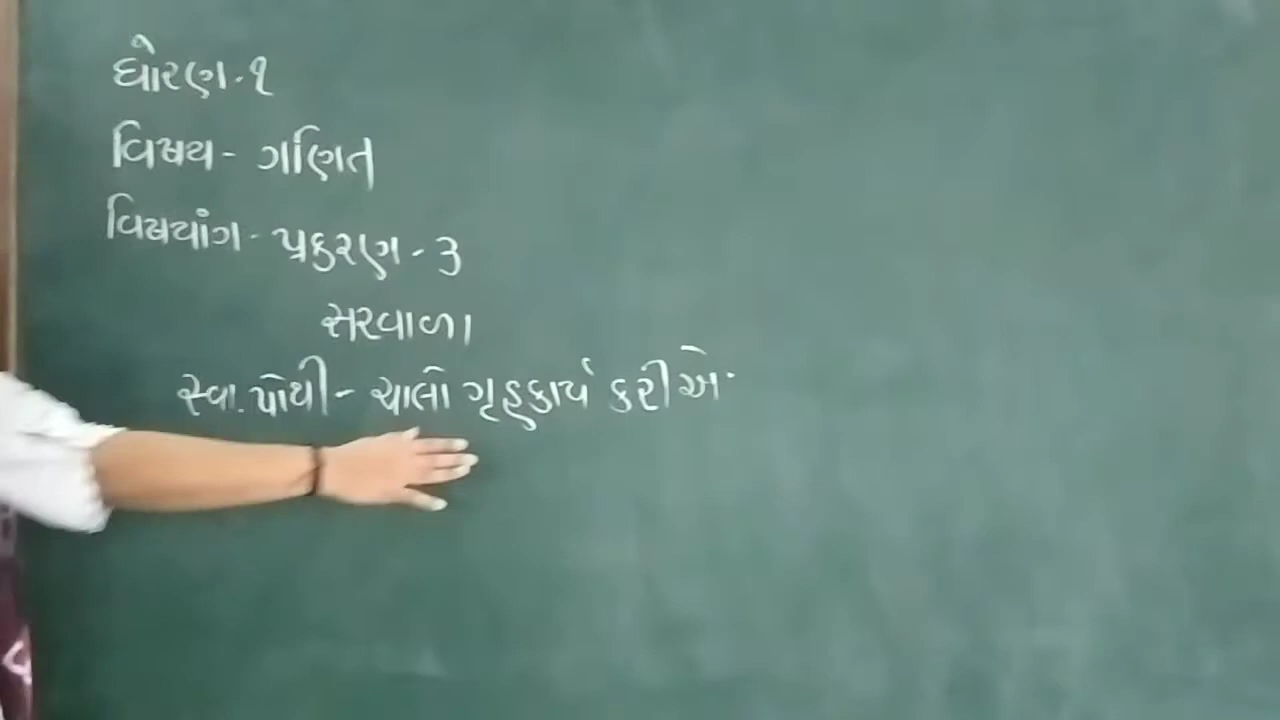 ધોરણ-૧
વિષય - ગણિત
વિષયાંગ - પ્રકરણ - ૩
સરવાળા
સ્વા. પોથી - ચાલો ગૃહકાર્ય કરીએ.